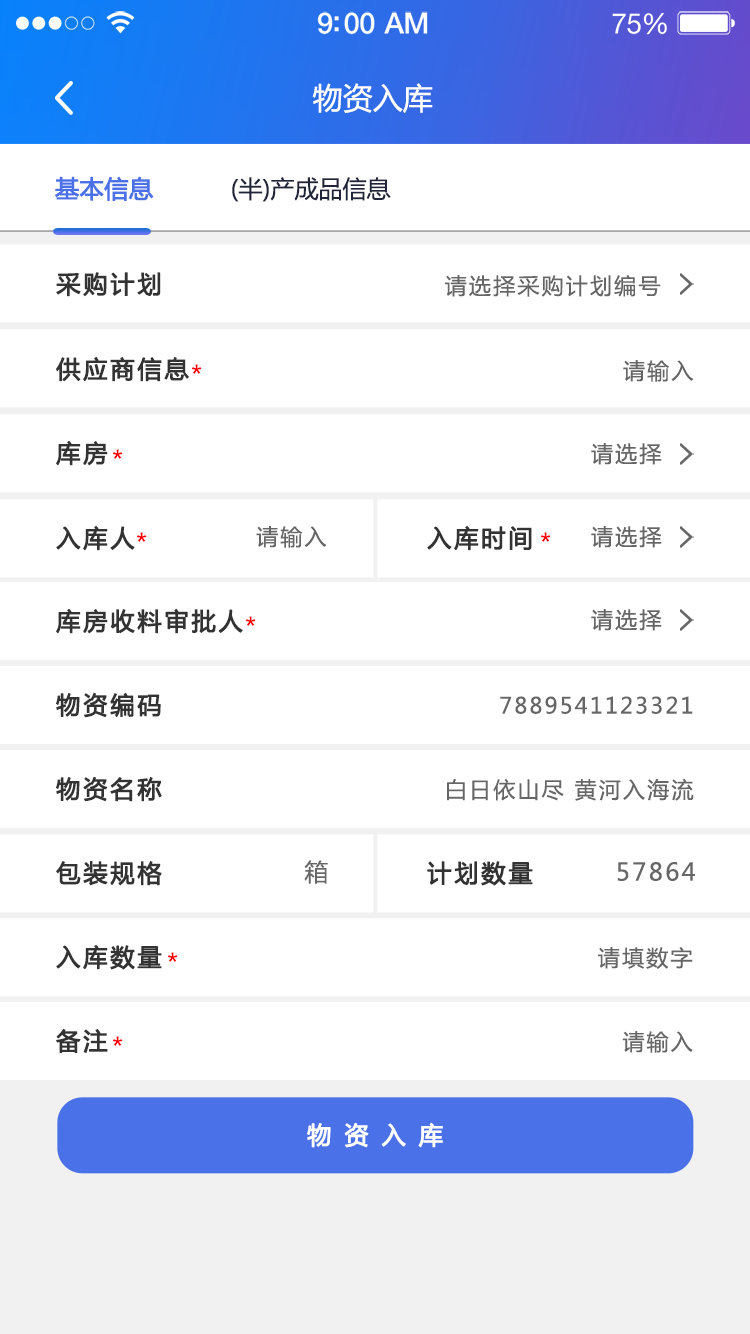 9:00 AM 75%
物资入库
基本信息 (半)产成品信息
采购计划 请选择采购计划编号
供应商信息* 请输入
库房* 请选择
入库人* 请输入 入库时间* 请选择
库房收料审批人* 请选择
物资编码 7889541123321
物资名称 白日依山尽 黄河入海流
包装规格 箱 计划数量 57864
入库数量* 请填数字
备注* 请输入
物资入库